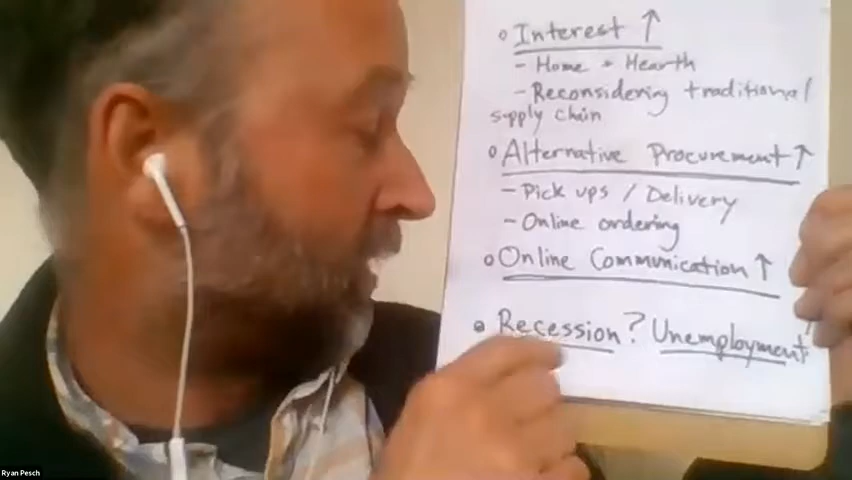 • Interest ↑
- Home + Hearth
- Reconsidering traditional
supply chain
• Alternative Procurement ↑
- Pick ups / Delivery
- Online ordering
• Online Communication ↑
• Recession? Unemployment
Ryan Pesch